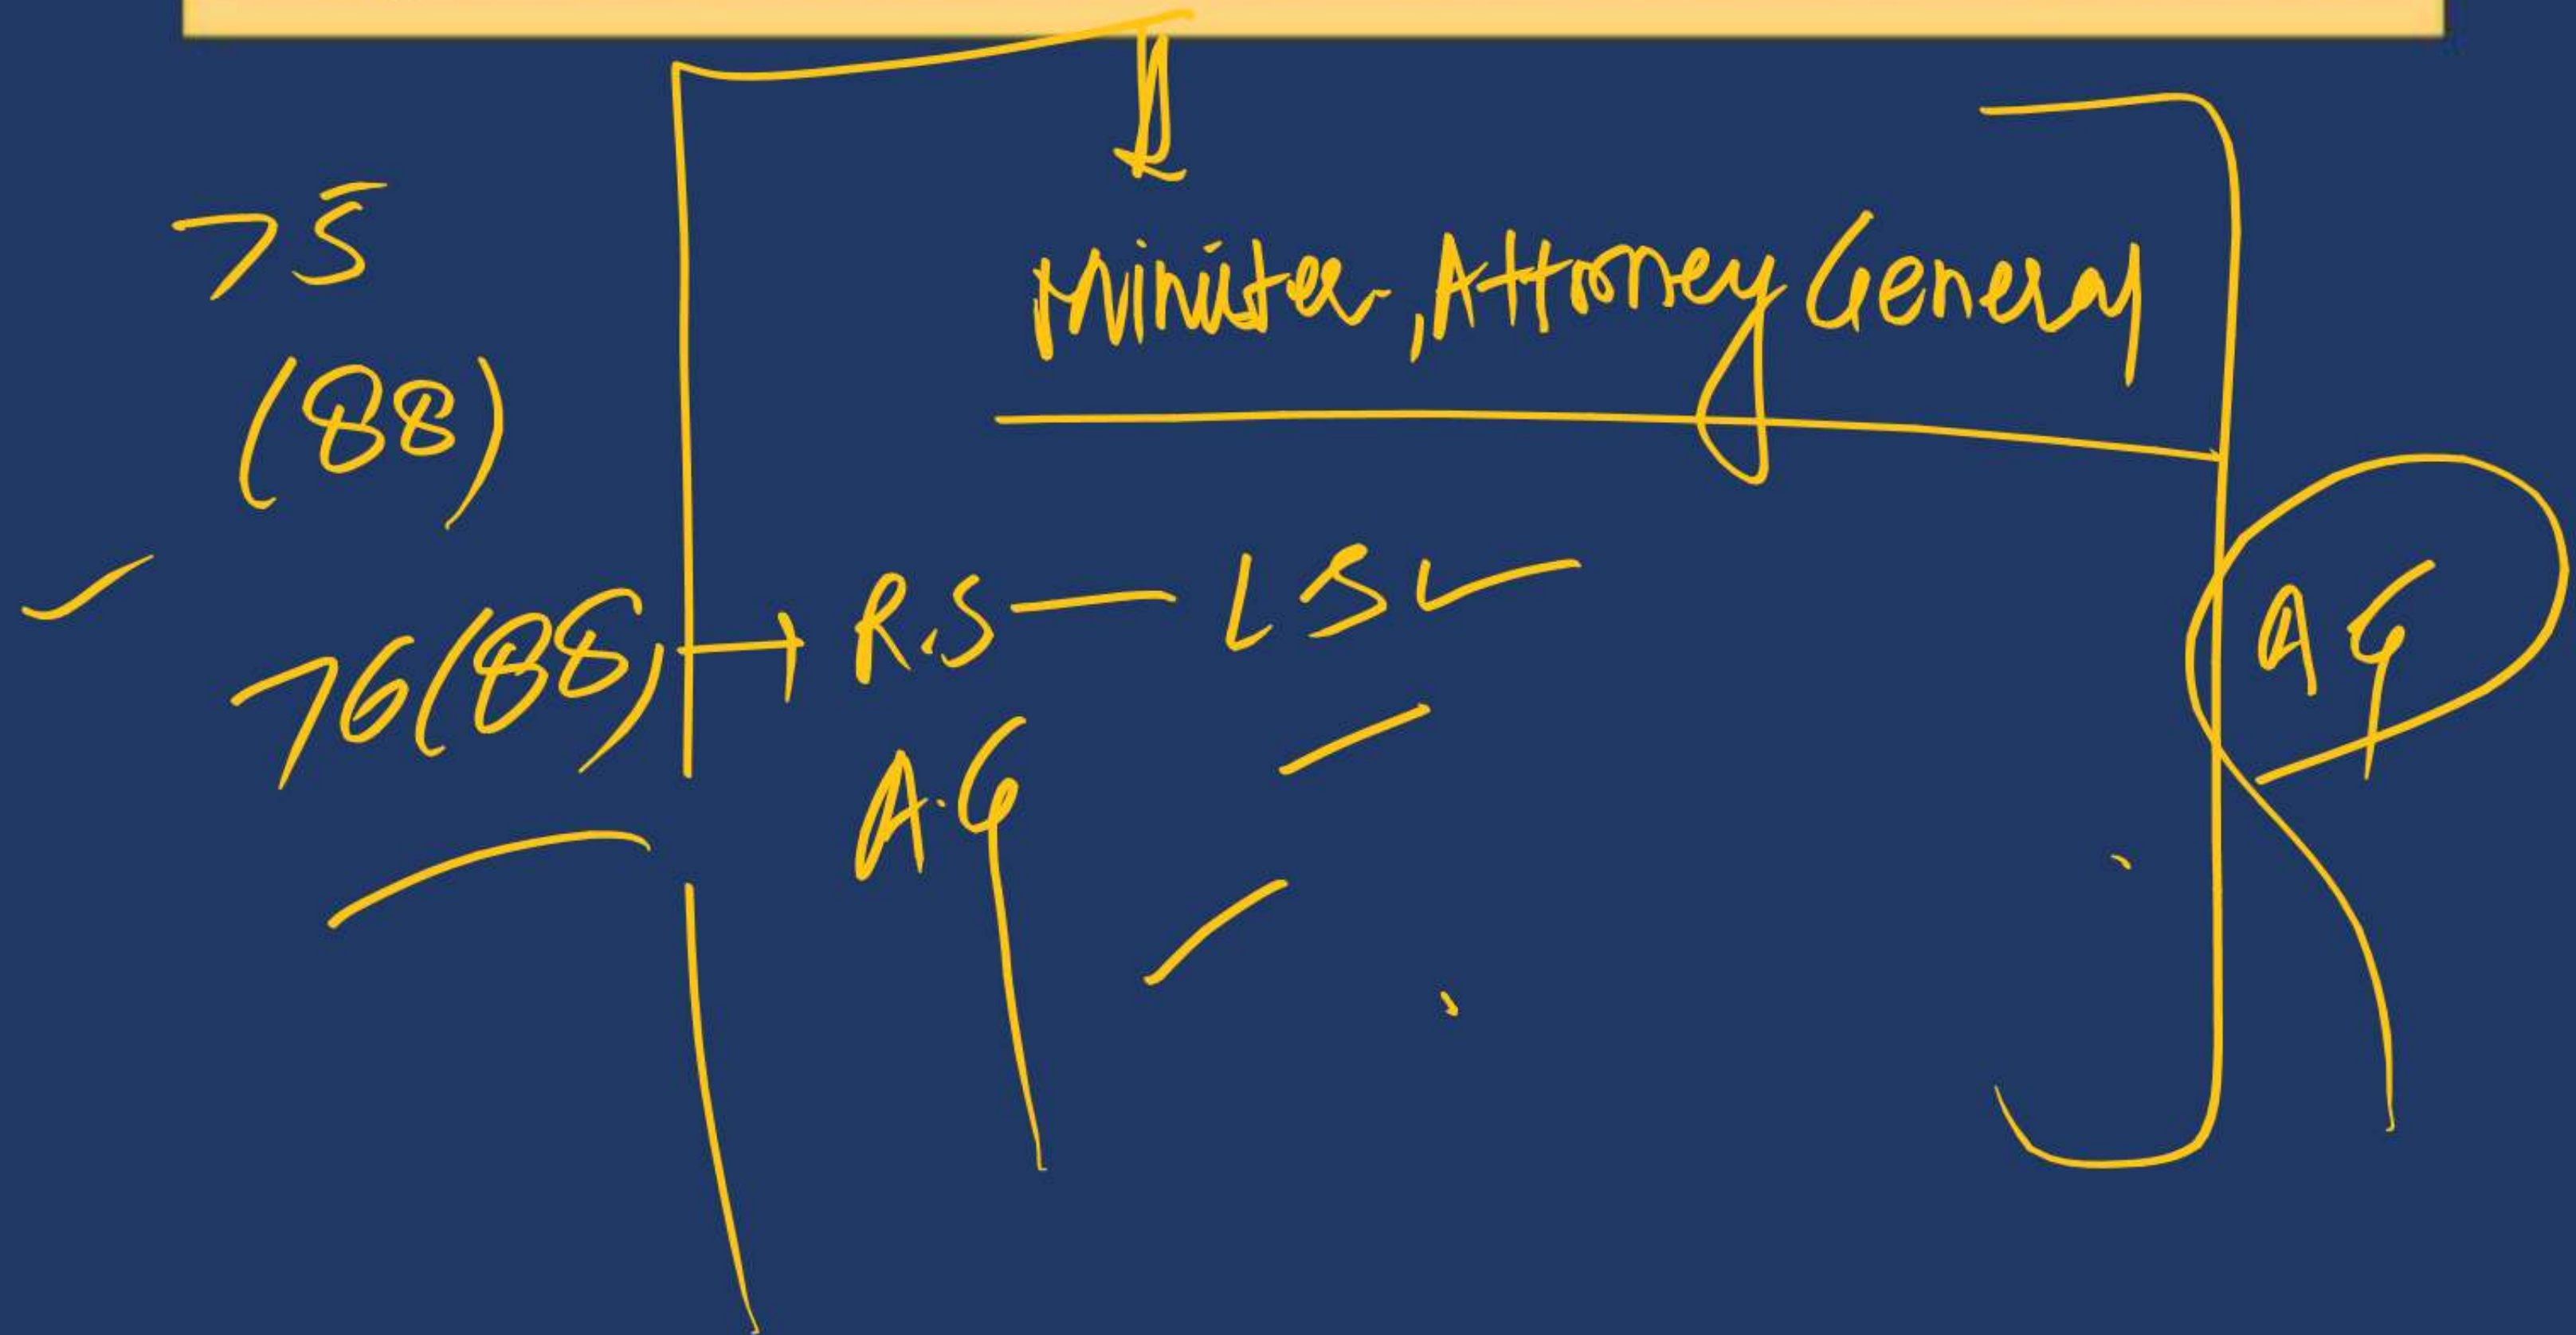 75
(88)
Minister, Attorney General
76(88)
R.S — LS
A.G
AG